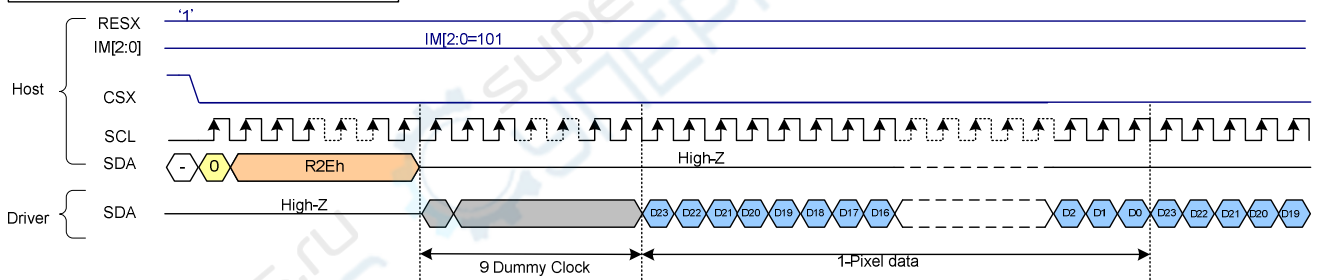 RESX '1'
IM[2:0] IM[2:0=101
Host
CSX
SCL
SDA - 0 R2Eh High-Z
Driver SDA High-Z D23 D22 D21 D20 D19 D18 D17 D16 D2 D1 D0 D23 D22 D21 D20 D19
9 Dummy Clock 1-Pixel data